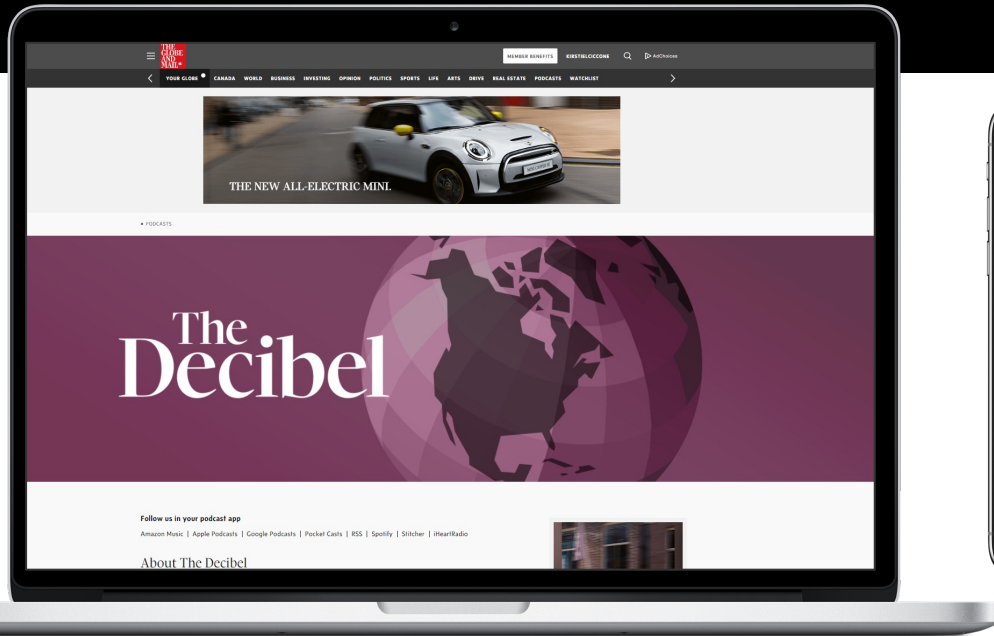 THE
GLOBE
AND
MAIL
MEMBER BENEFITS
KIRSTIELCICCONE
AdChoices
YOUR GLOBE CANADA WORLD BUSINESS INVESTING OPINION POLITICS SPORTS LIFE ARTS DRIVE REAL ESTATE PODCASTS WATCHLIST
THE NEW ALL-ELECTRIC MINI.
• PODCASTS
The
Decibel
Follow us in your podcast app
Amazon Music | Apple Podcasts | Google Podcasts | Pocket Casts | RSS | Spotify | Stitcher | iHeartRadio
About The Decibel